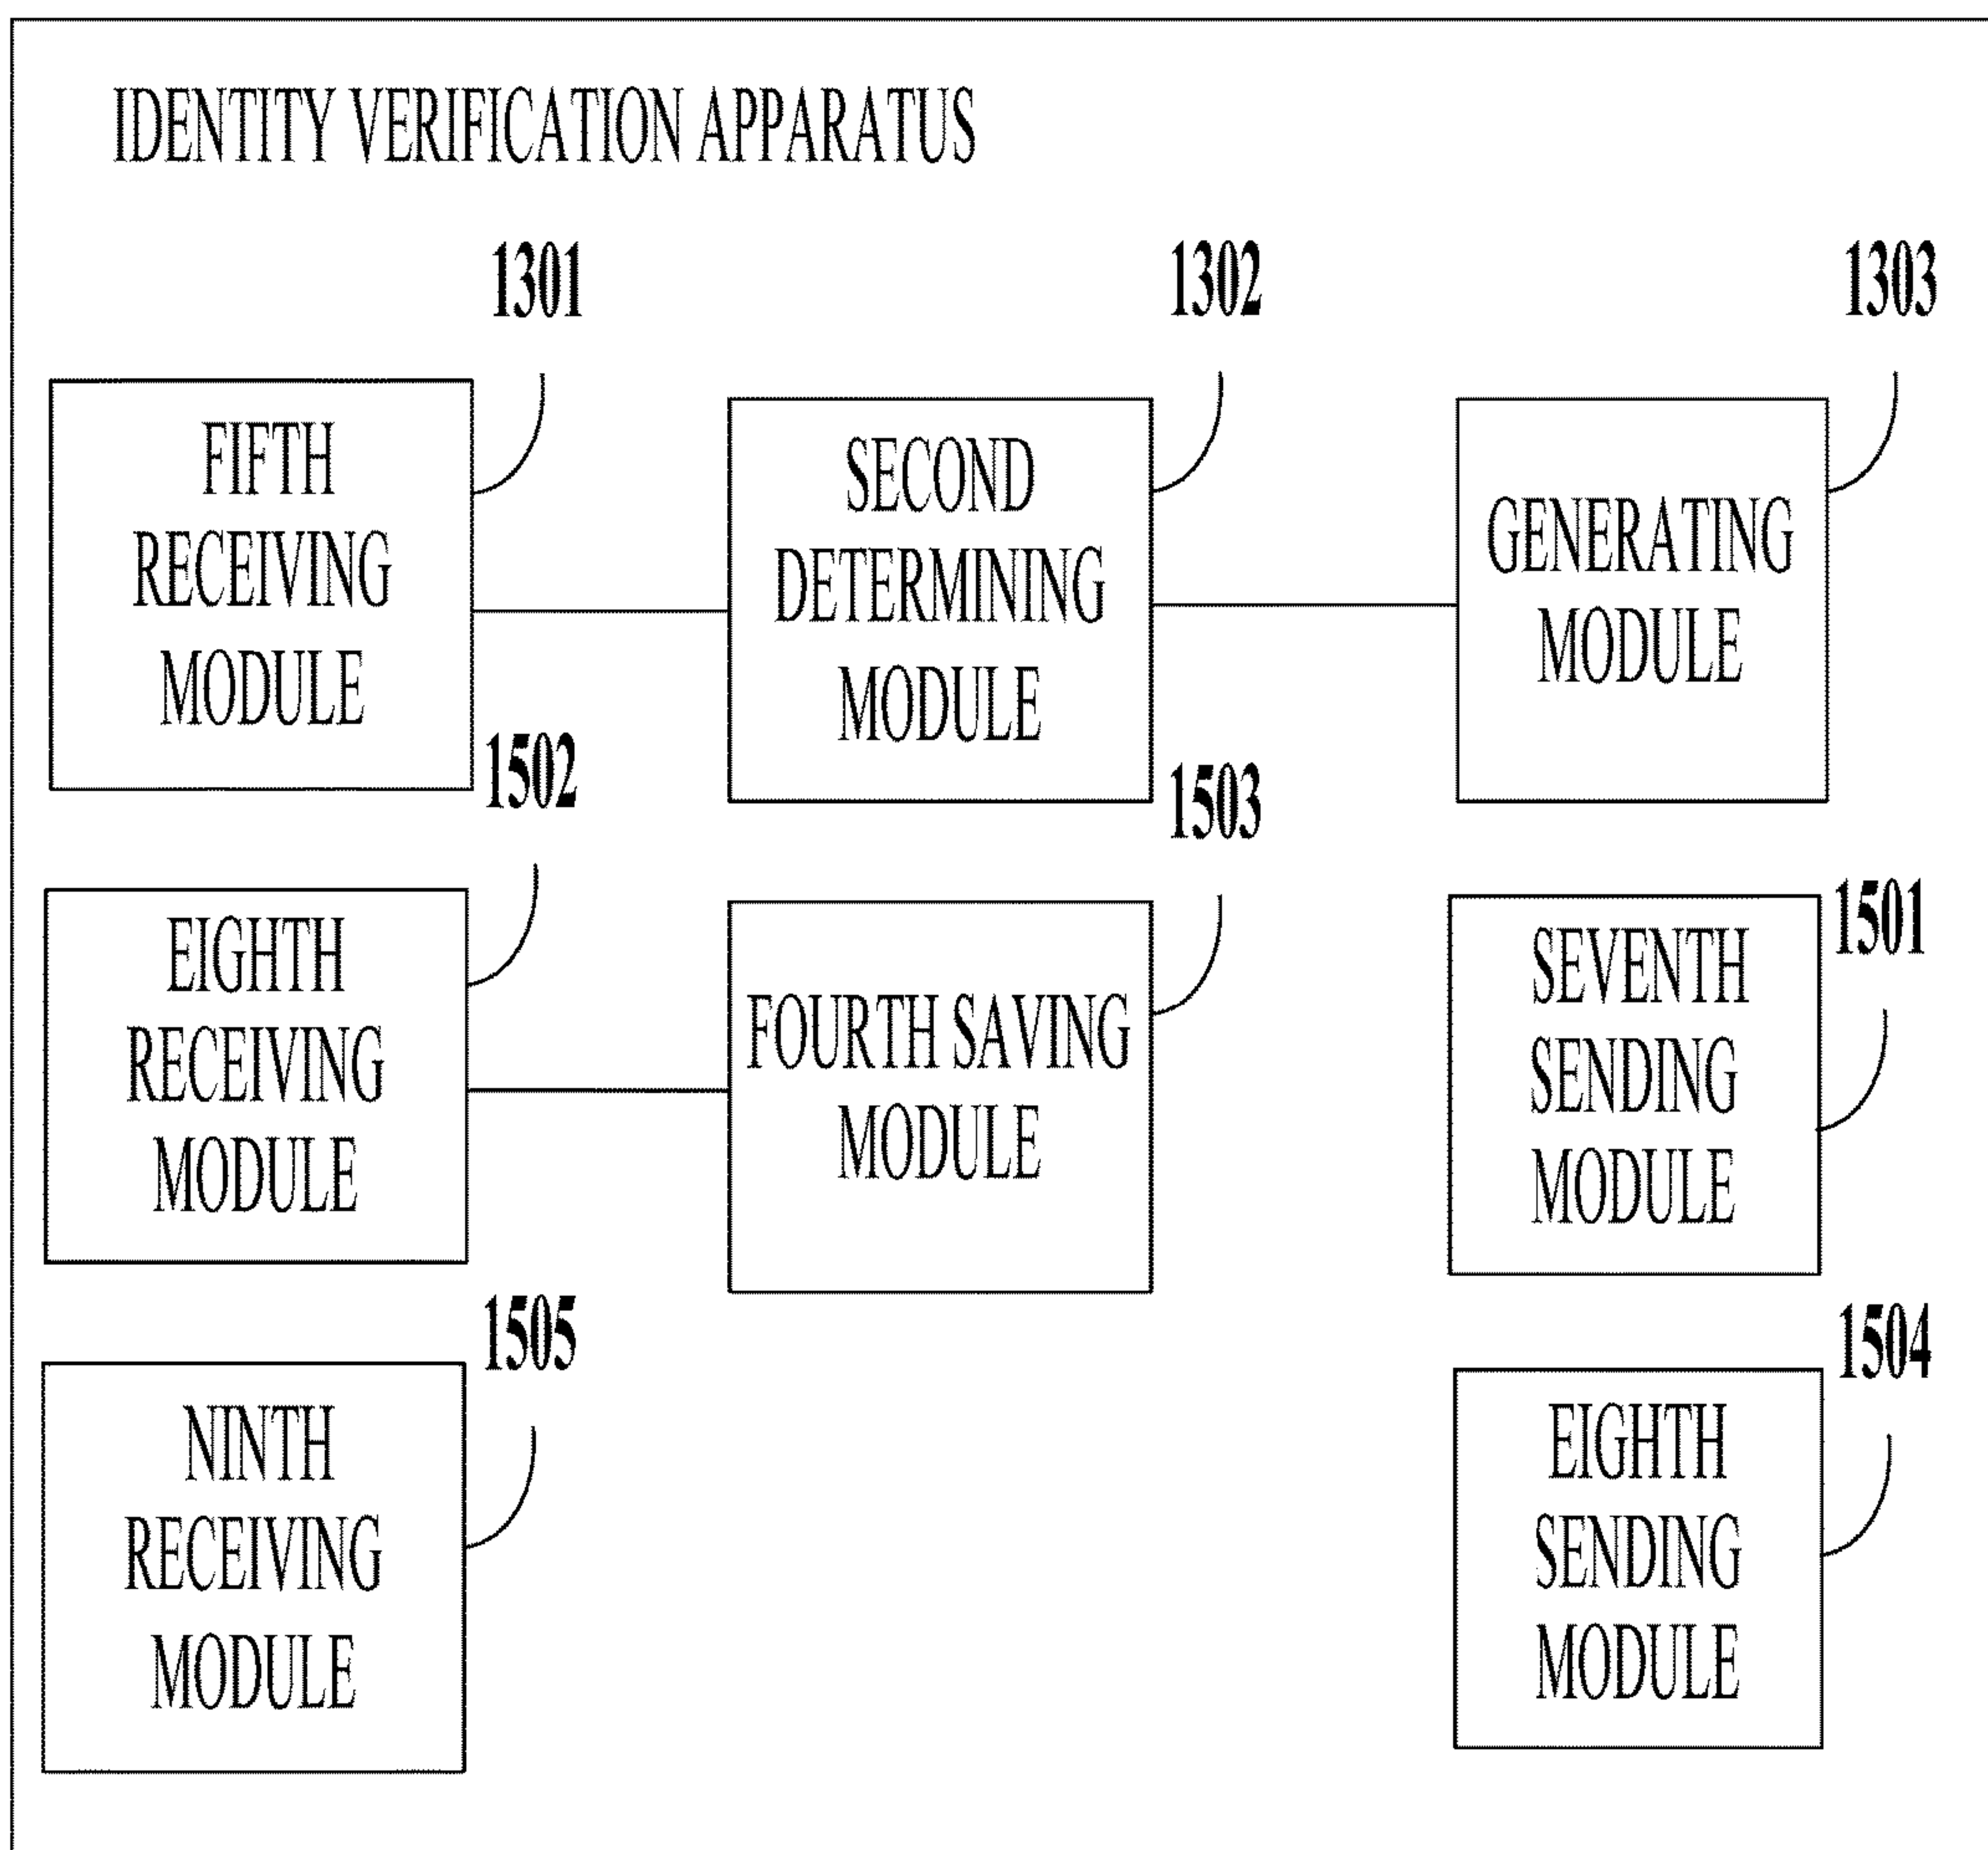 IDENTITY VERIFICATION APPARATUS
1301
1302
1303
FIFTH
RECEIVING
MODULE
SECOND
DETERMINING
MODULE
GENERATING
MODULE
1502
1503
1501
EIGHTH
RECEIVING
MODULE
FOURTH SAVING
MODULE
SEVENTH
SENDING
MODULE
1505
1504
NINTH
RECEIVING
MODULE
EIGHTH
SENDING
MODULE